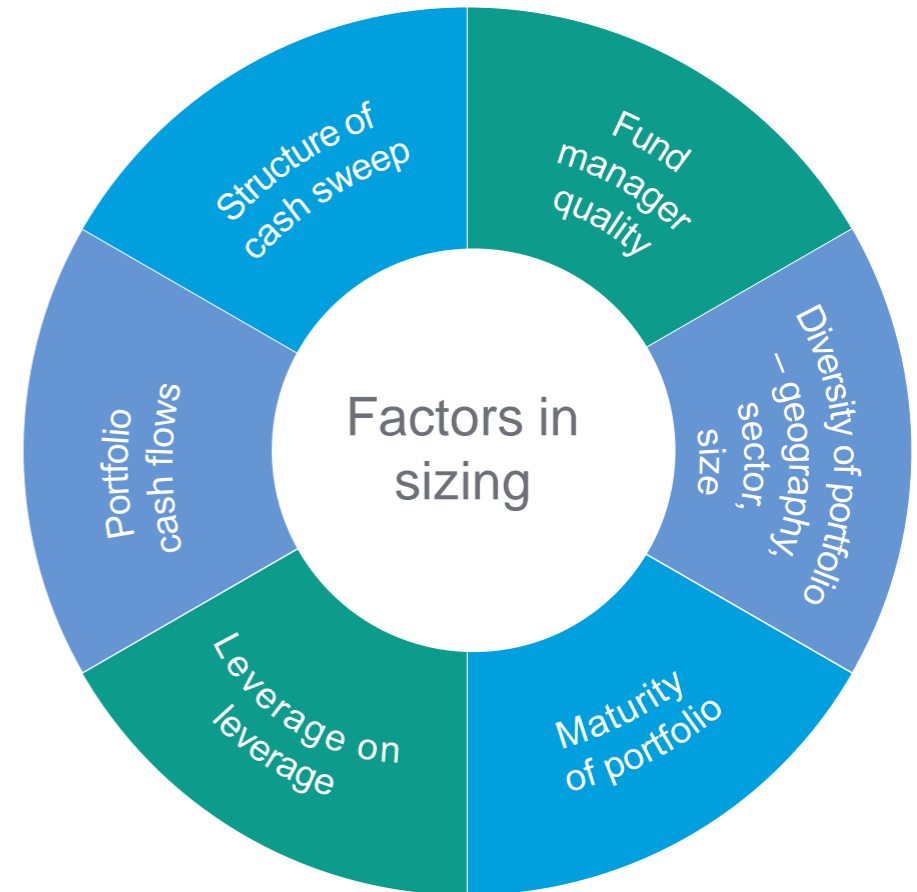 Factors in
sizing
Fund
manager
quality
Diversity of portfolio
– geography,
sector,
size
Maturity
of portfolio
Leverage on
leverage
Portfolio
cash flows
Structure of
cash sweep